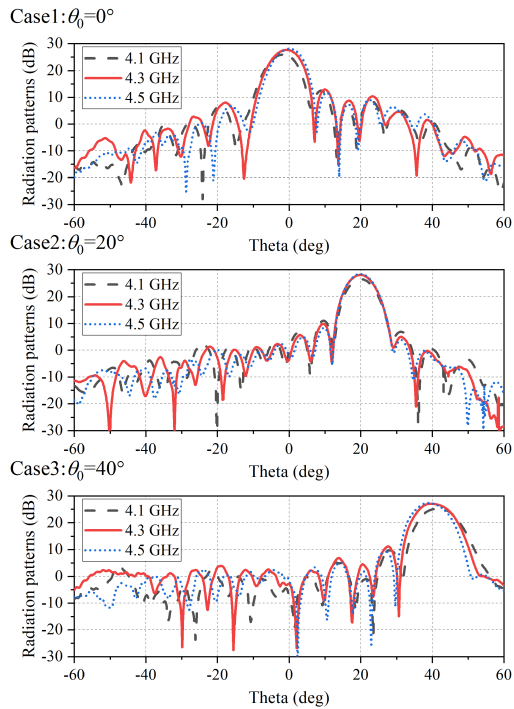 Case1:θ0=0°
Radiation patterns (dB)
30
20
10
0
-10
-20
-30
4.1 GHz
4.3 GHz
4.5 GHz
-60 -40 -20 0 20 40 60
Theta (deg)
Case2:θ0=20°
Radiation patterns (dB)
30
20
10
0
-10
-20
-30
4.1 GHz
4.3 GHz
4.5 GHz
-60 -40 -20 0 20 40 60
Theta (deg)
Case3:θ0=40°
Radiation patterns (dB)
30
20
10
0
-10
-20
-30
4.1 GHz
4.3 GHz
4.5 GHz
-60 -40 -20 0 20 40 60
Theta (deg)